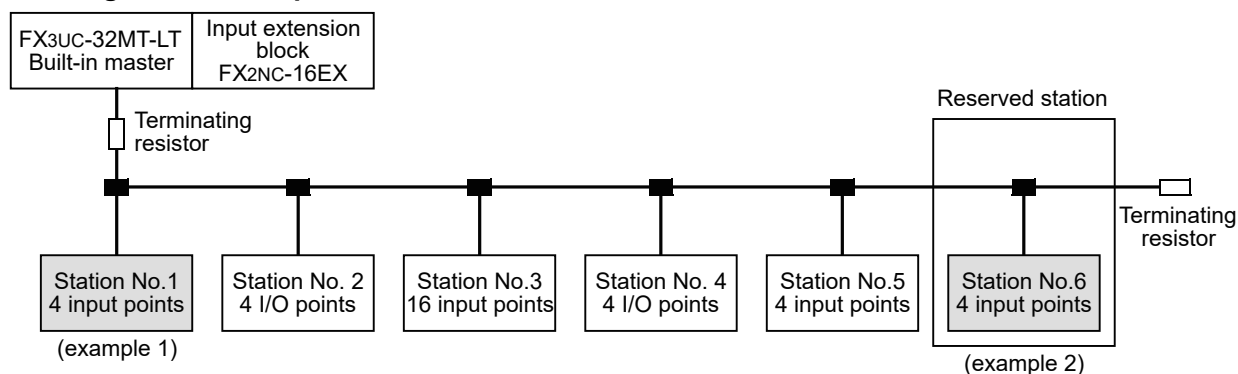 FX3UC-32MT-LT
Built-in master
Input extension
block
FX2NC-16EX
Terminating
resistor
Reserved station
Terminating
resistor
Station No.1
4 input points
(example 1)
Station No. 2
4 I/O points
Station No.3
16 input points
Station No. 4
4 I/O points
Station No.5
4 input points
Station No.6
4 input points
(example 2)